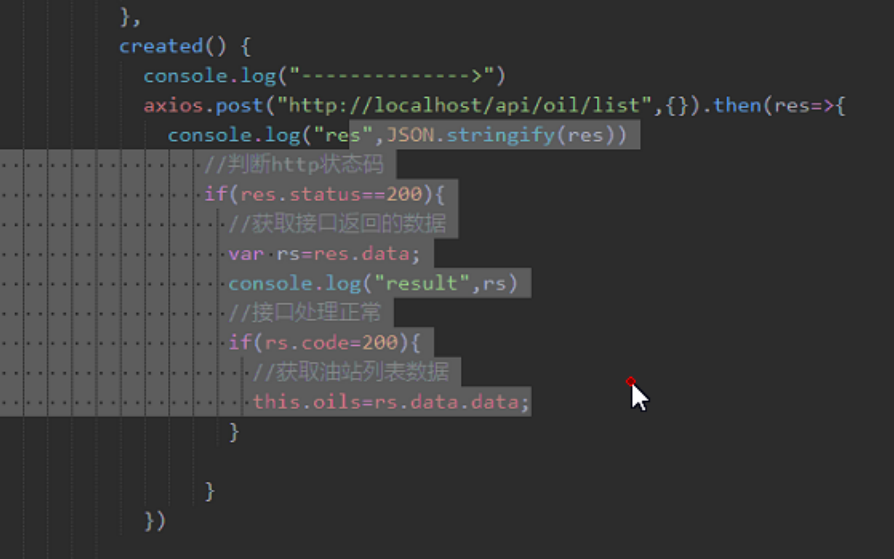 },
created() {
console.log("-------------->")
axios.post("http://localhost/api/oil/list",{}).then(res=>{
console.log("res",JSON.stringify(res))
//判断http状态码
if(res.status==200){
//获取接口返回的数据
var rs=res.data;
console.log("result",rs)
//接口处理正常
if(rs.code=200){
//获取油站列表数据
this.oils=rs.data.data;
}
}
})